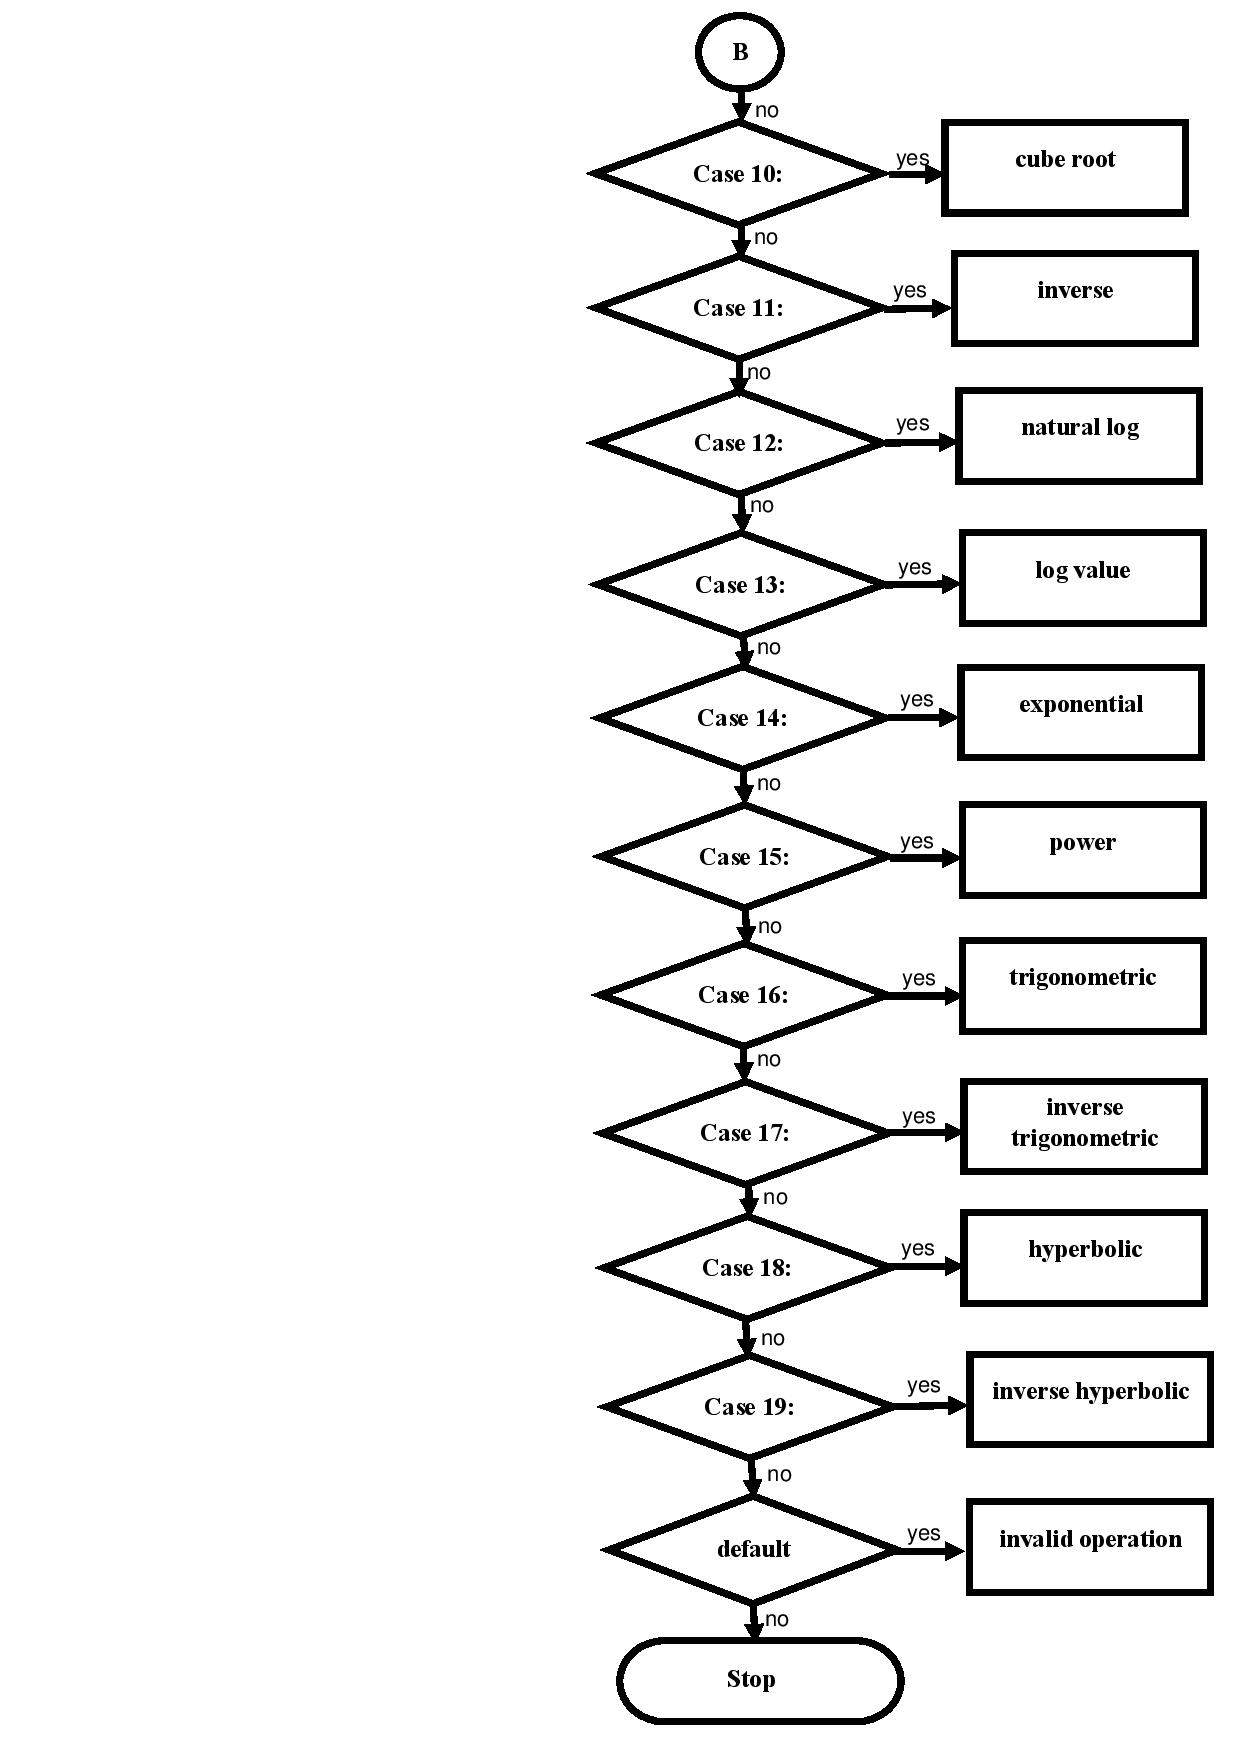 B
no
Case 10:
yes
cube root
no
Case 11:
yes
inverse
no
Case 12:
yes
natural log
no
Case 13:
yes
log value
no
Case 14:
yes
exponential
no
Case 15:
yes
power
no
Case 16:
yes
trigonometric
no
Case 17:
yes
inverse
trigonometric
no
Case 18:
yes
hyperbolic
no
Case 19:
yes
inverse hyperbolic
no
default
yes
invalid operation
no
Stop